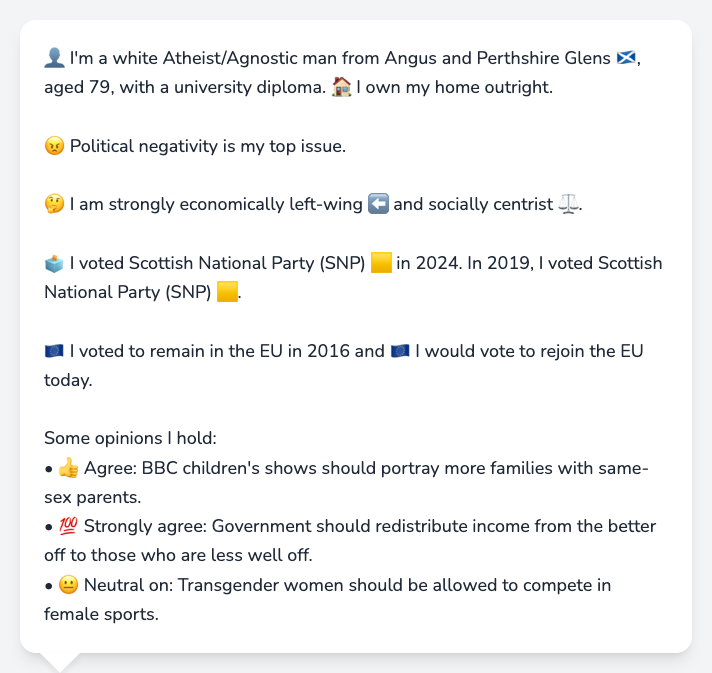 👤 I'm a white Atheist/Agnostic man from Angus and Perthshire Glens 🏴󠁧󠁢󠁳󠁣󠁴󠁿,
aged 79, with a university diploma. 🏠 I own my home outright.
😠 Political negativity is my top issue.
🤔 I am strongly economically left-wing ⬅️ and socially centrist ⚖️.
🗳️ I voted Scottish National Party (SNP) 🟨 in 2024. In 2019, I voted Scottish
National Party (SNP) 🟨.
🇪🇺 I voted to remain in the EU in 2016 and 🇪🇺 I would vote to rejoin the EU
today.
Some opinions I hold:
• 👍 Agree: BBC children's shows should portray more families with same-
sex parents.
• 💯 Strongly agree: Government should redistribute income from the better
off to those who are less well off.
• 😐 Neutral on: Transgender women should be allowed to compete in
female sports.